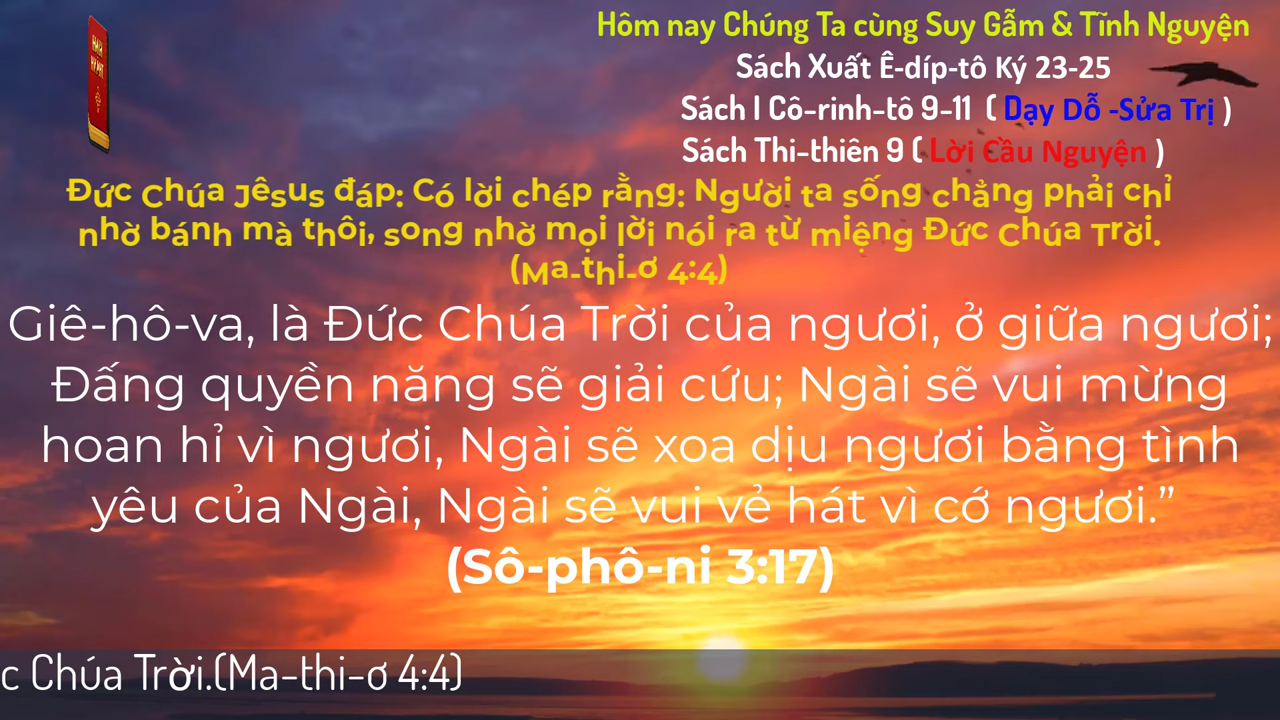 Hôm nay Chúng Ta cùng Suy Gẫm & Tĩnh Nguyện
Sách Xuất Ê-díp-tô Ký 23-25
Sách I Cô-rinh-tô 9-11 ( Dạy Dỗ -Sửa Trị )
Sách Thi-thiên 9 ( Lời Cầu Nguyện )
Đức Chúa Jêsus đáp: Có lời chép rằng: Người ta sống chẳng phải chỉ
nhờ bánh mà thôi, song nhờ mọi lời nói ra từ miệng Đức Chúa Trời.
(Ma-thi-ơ 4:4)
Giê-hô-va, là Đức Chúa Trời của ngươi, ở giữa ngươi;
Đấng quyền năng sẽ giải cứu; Ngài sẽ vui mừng
hoan hỉ vì ngươi, Ngài sẽ xoa dịu ngươi bằng tình
yêu của Ngài, Ngài sẽ vui vẻ hát vì cớ ngươi.”
(Sô-phô-ni 3:17)
c Chúa Trời.(Ma-thi-ơ 4:4)